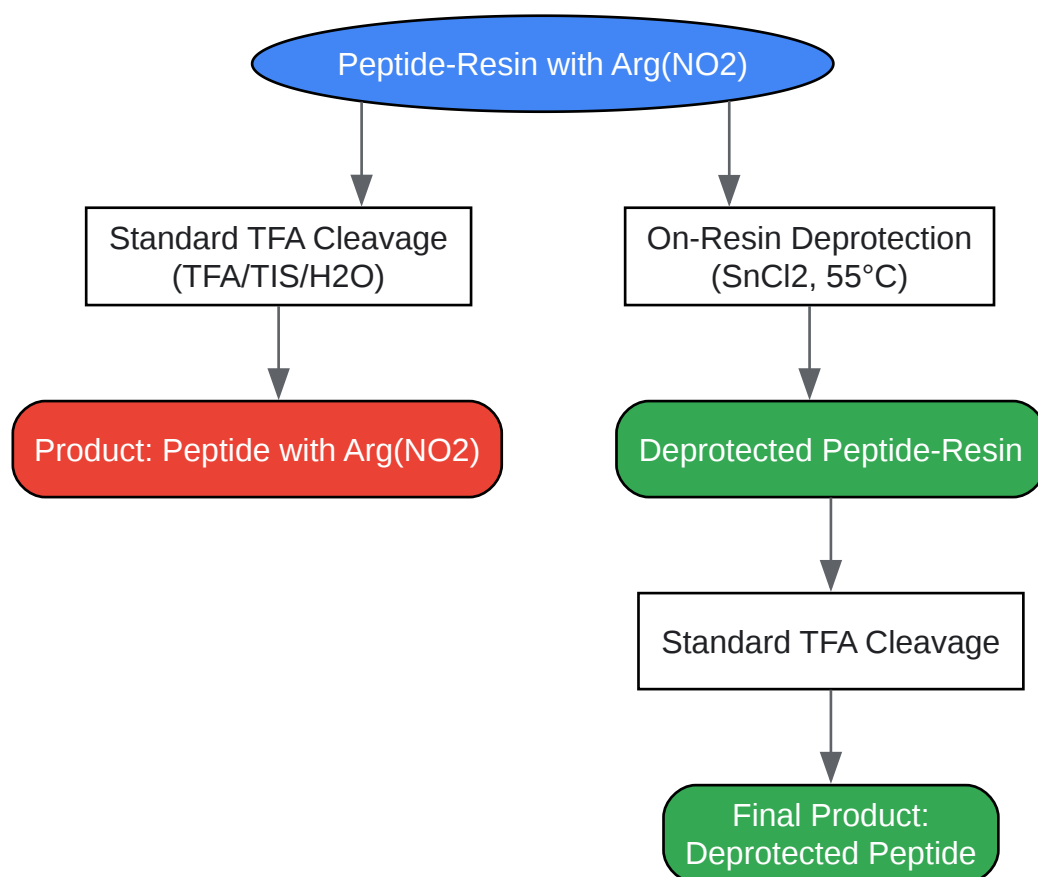 Peptide-Resin with Arg(NO2)
Standard TFA Cleavage
(TFA/TIS/H2O)
On-Resin Deprotection
(SnCl2, 55°C)
Product: Peptide with Arg(NO2)
Deprotected Peptide-Resin
Standard TFA Cleavage
Final Product:
Deprotected Peptide